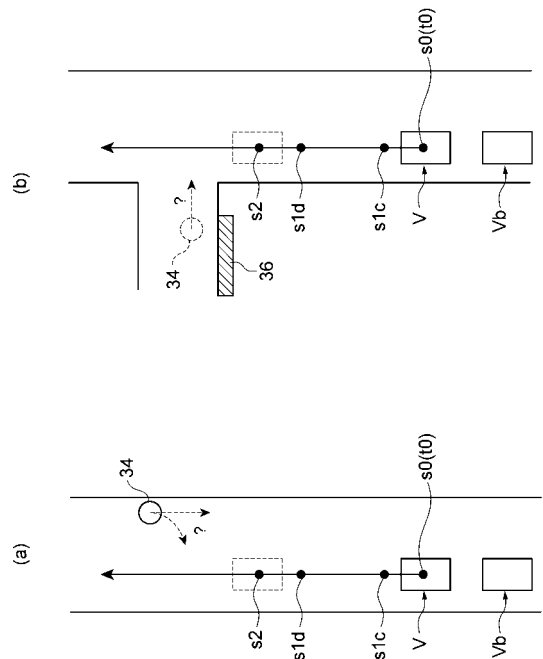 (a)
34
?
s2
s1d
s1c
s0(t0)
V
Vb
(b)
34
?
36
s2
s1d
s1c
s0(t0)
V
Vb